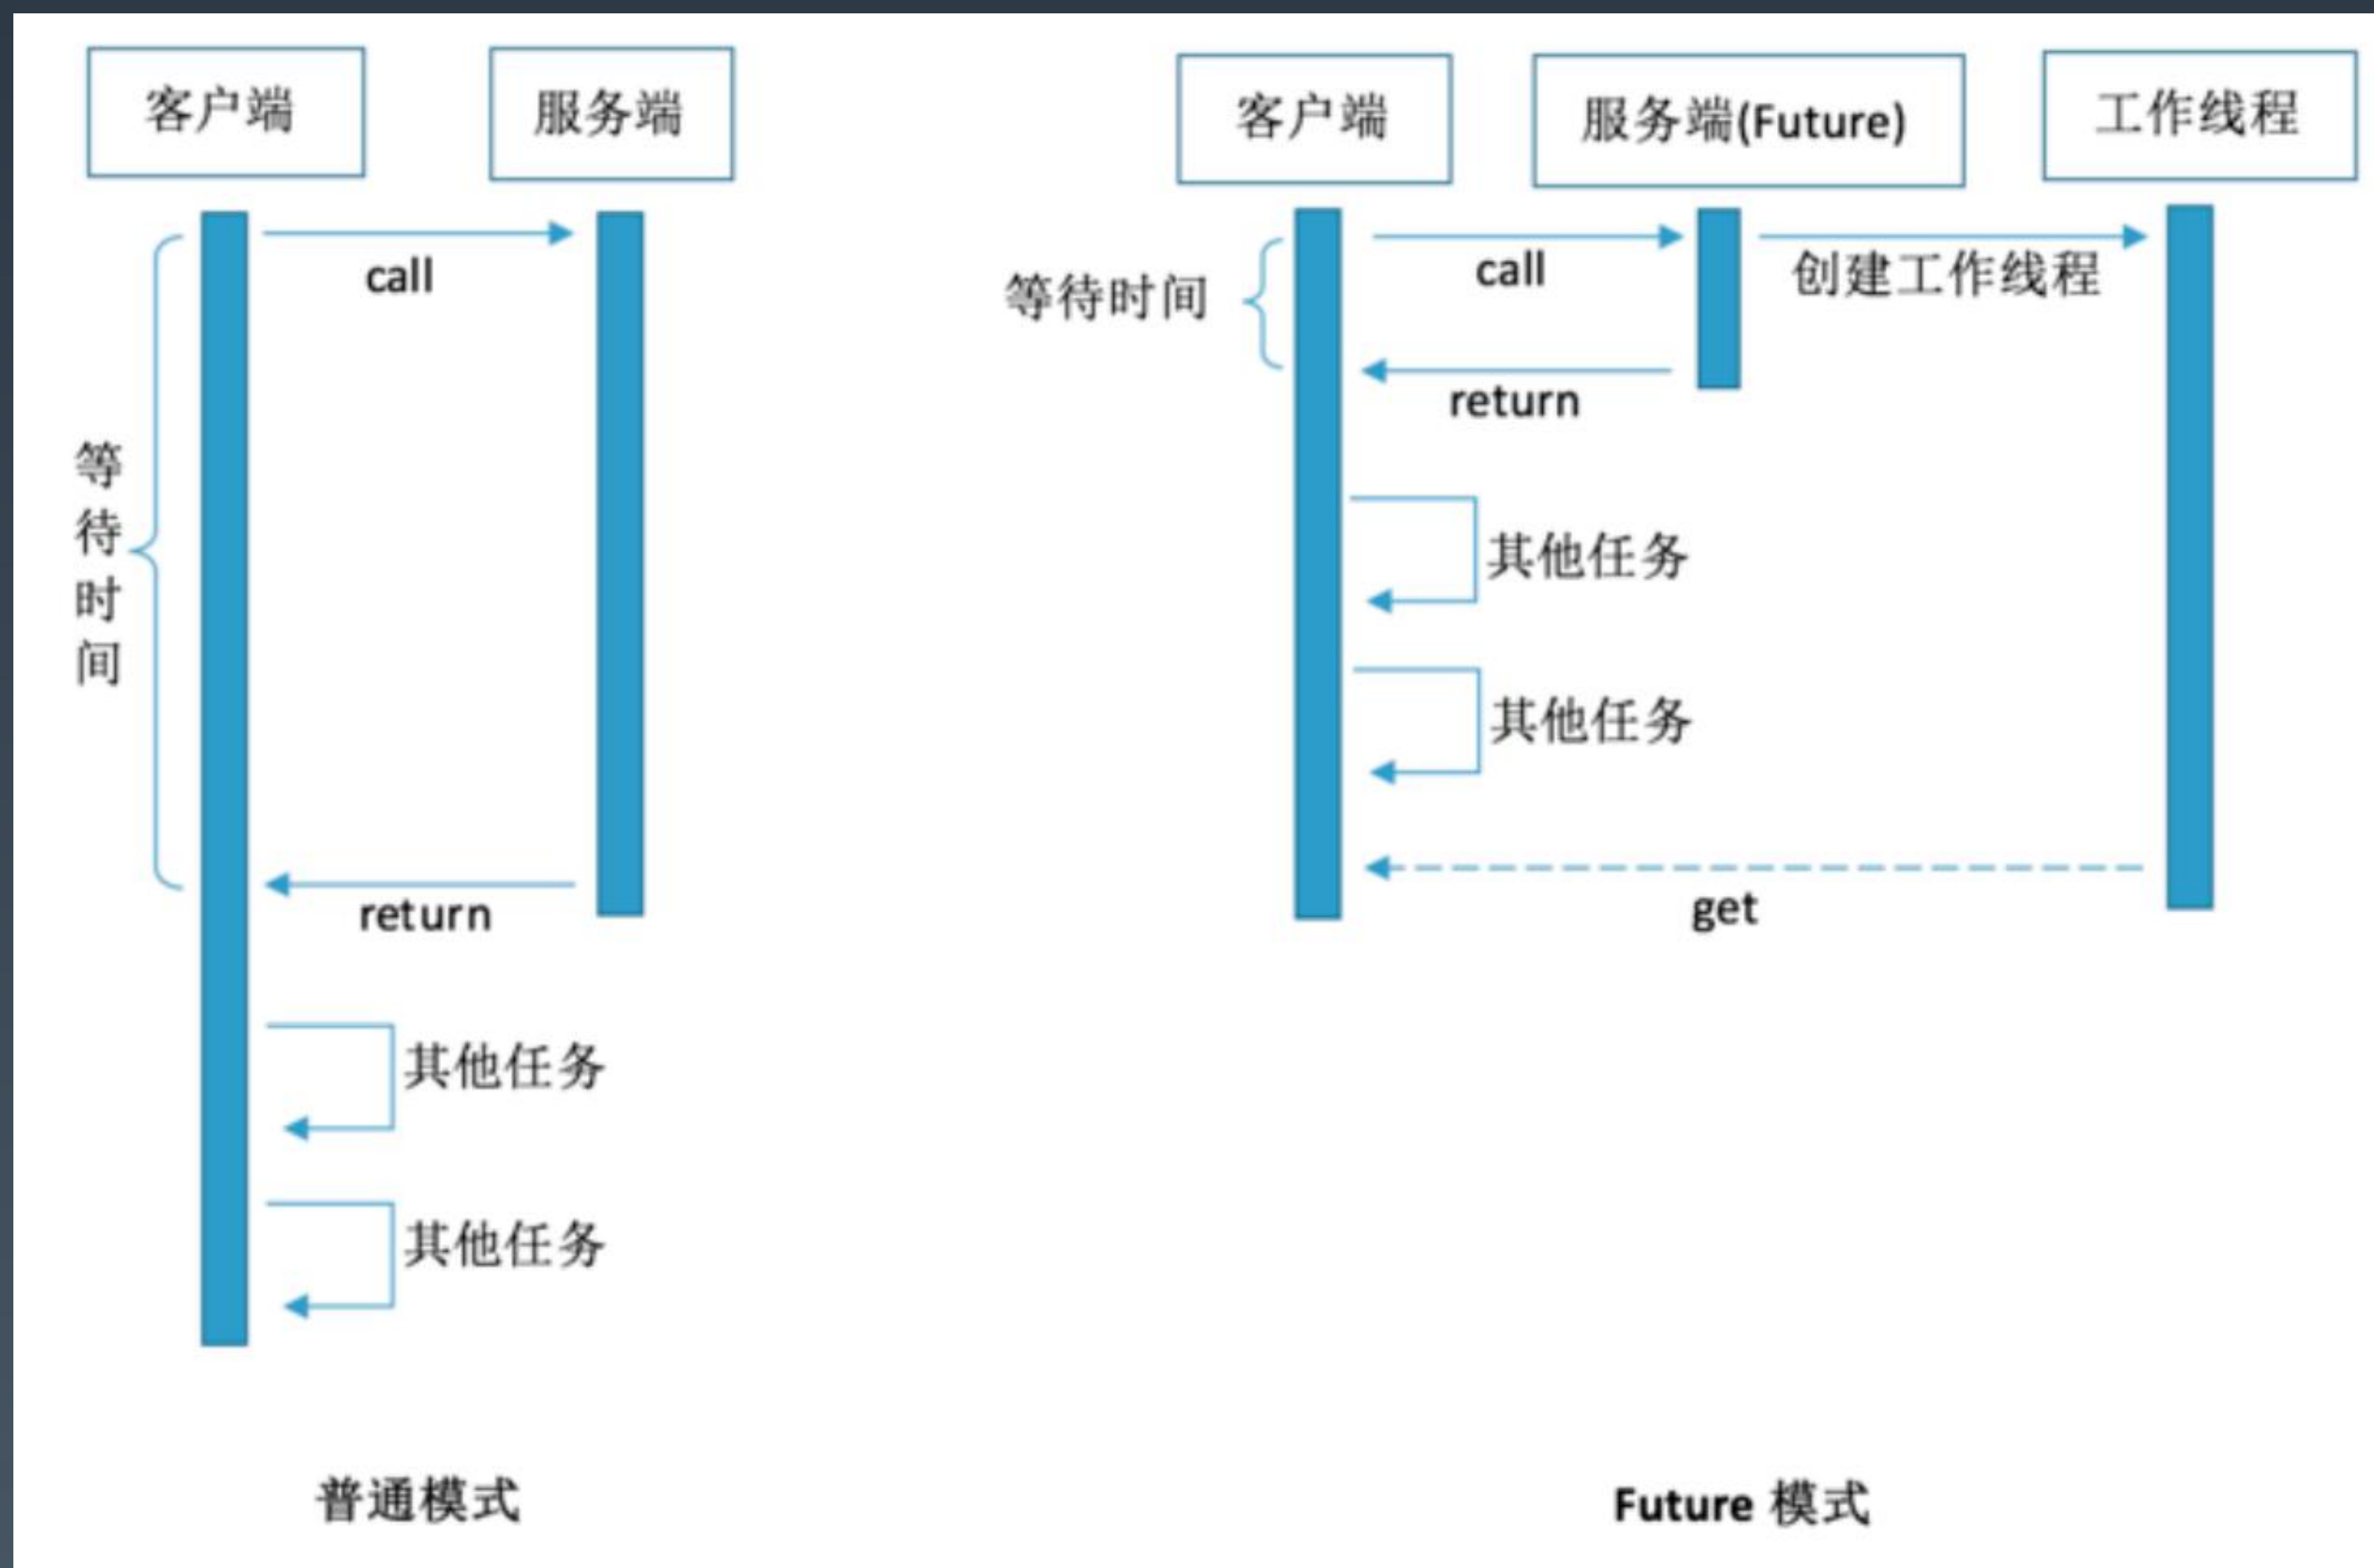 客户端
服务端
call
等待时间
return
其他任务
其他任务
普通模式
客户端
服务端(Future)
工作线程
call
创建工作线程
等待时间
return
其他任务
其他任务
get
Future 模式